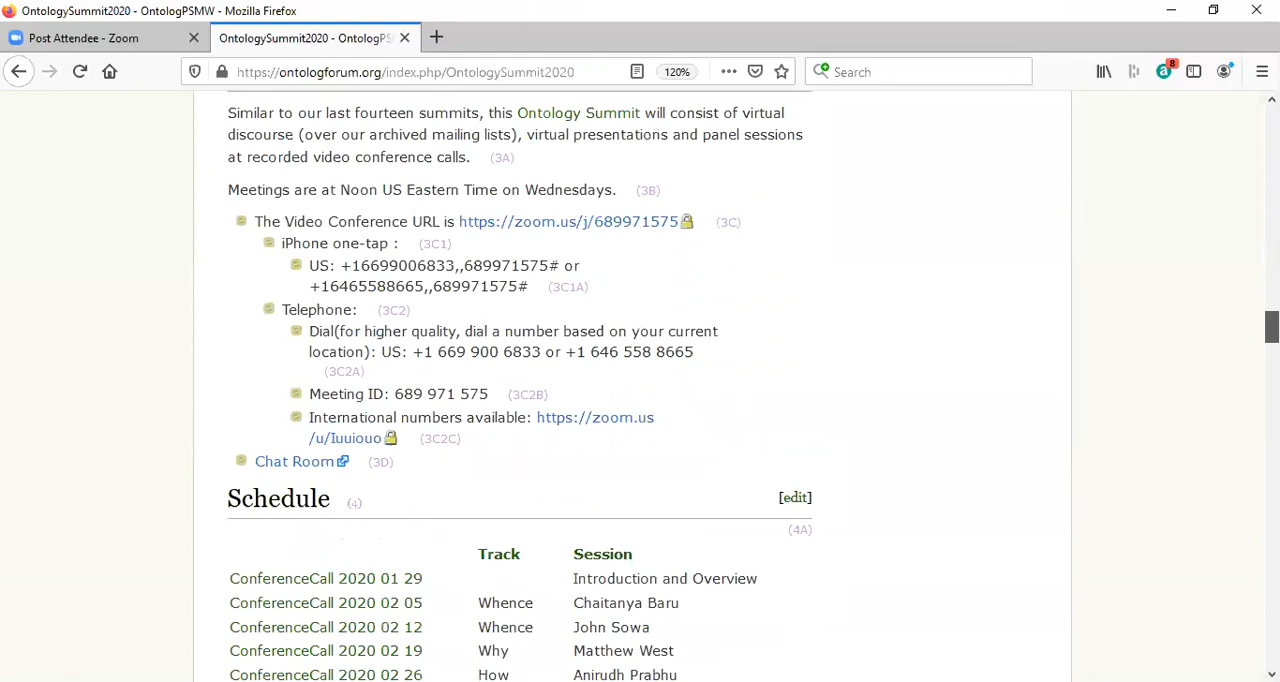 OntologySummit2020 - OntologPSMW - Mozilla Firefox
Post Attendee - Zoom
OntologySummit2020 - OntologPS
https://ontologforum.org/index.php/OntologySummit2020
120%
Search
8
Similar to our last fourteen summits, this Ontology Summit will consist of virtual
discourse (over our archived mailing lists), virtual presentations and panel sessions
at recorded video conference calls. (3A)
Meetings are at Noon US Eastern Time on Wednesdays. (3B)
The Video Conference URL is https://zoom.us/j/689971575 (3C)
iPhone one-tap : (3C1)
US: +16699006833,,689971575# or
+16465588665,,689971575# (3C1A)
Telephone: (3C2)
Dial(for higher quality, dial a number based on your current
location): US: +1 669 900 6833 or +1 646 558 8665
(3C2A)
Meeting ID: 689 971 575 (3C2B)
International numbers available: https://zoom.us
/u/Iuuiouo (3C2C)
Chat Room (3D)
Schedule (4)
[edit]
(4A)
Track Session
ConferenceCall 2020 01 29 Introduction and Overview
ConferenceCall 2020 02 05 Whence Chaitanya Baru
ConferenceCall 2020 02 12 Whence John Sowa
ConferenceCall 2020 02 19 Why Matthew West
ConferenceCall 2020 02 26 How Anirudh Prabhu